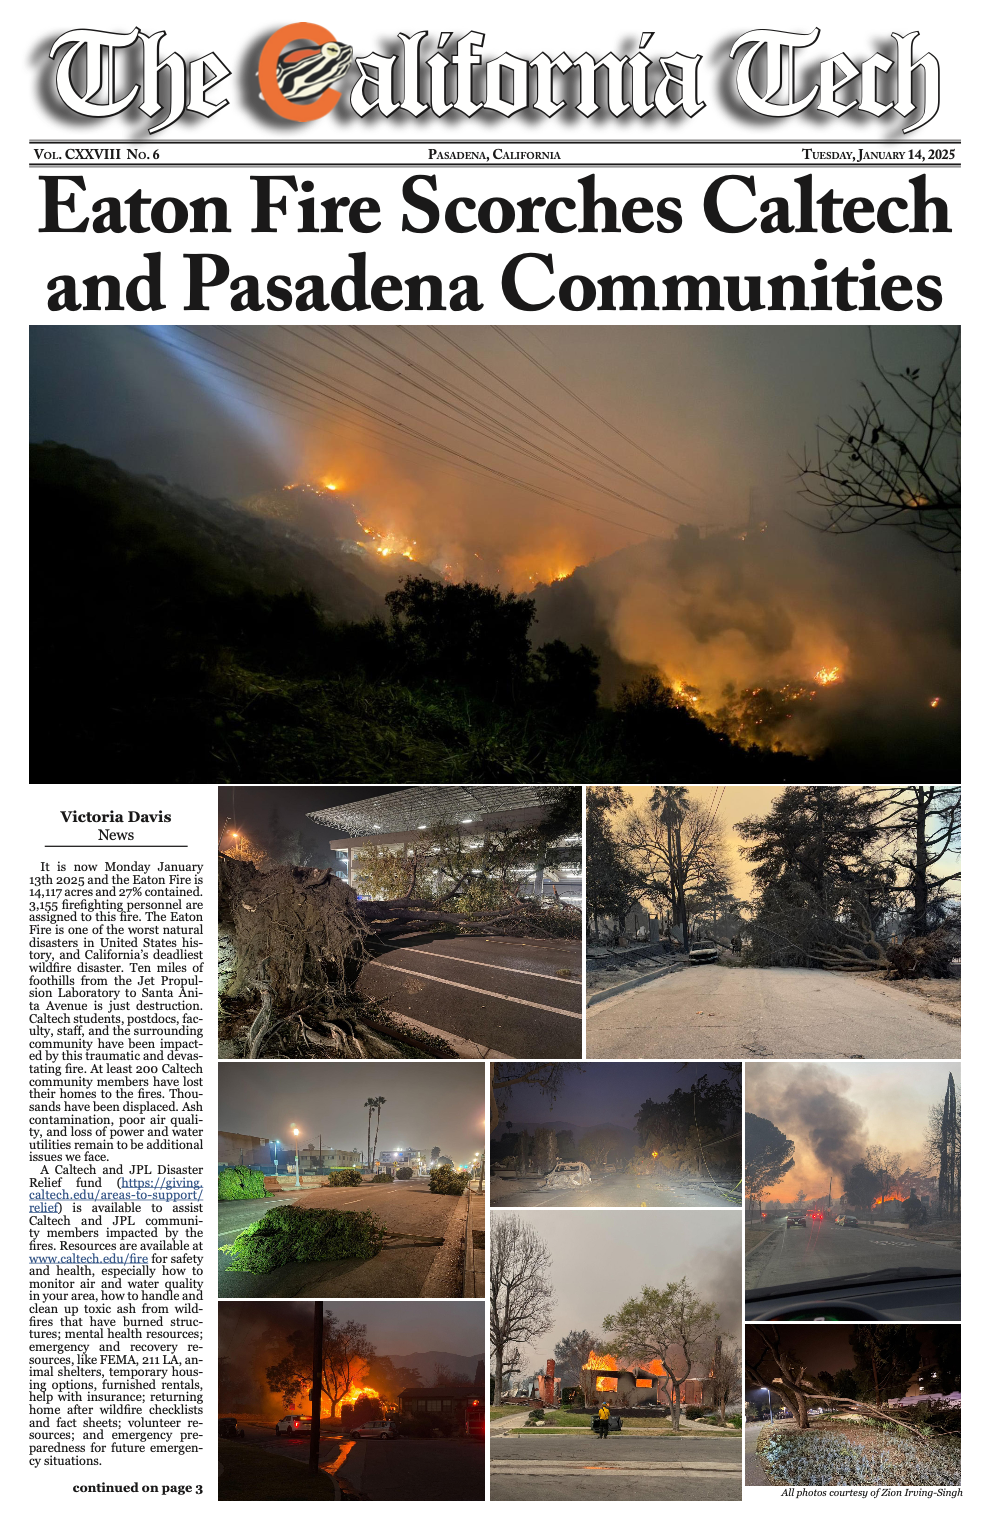 The California Tech
Vol. CXXVIII No. 6
Pasadena, California
Tuesday, January 14, 2025
Eaton Fire Scorches Caltech
and Pasadena Communities
Victoria Davis
News
It is now Monday January
13th 2025 and the Eaton Fire is
14,117 acres and 27% contained.
3,155 firefighting personnel are
assigned to this fire. The Eaton
Fire is one of the worst natural
disasters in United States his-
tory, and California's deadliest
wildfire disaster. Ten miles of
foothills from the Jet Propul-
sion Laboratory to Santa Ani-
ta Avenue is just destruction.
Caltech students, postdocs, fac-
ulty, staff, and the surrounding
community have been impact-
ed by this traumatic and devas-
tating fire. At least 200 Caltech
community members have lost
their homes to the fires. Thou-
sands have been displaced. Ash
contamination, poor air quali-
ty, and loss of power and water
utilities remain to be additional
issues we face.
A Caltech and JPL Disaster
Relief fund (https://giving.
caltech.edu/areas-to-support/
relief) is available to assist
Caltech and JPL communi-
ty members impacted by the
fires. Resources are available at
www.caltech.edu/fire for safety
and health, especially how to
monitor air and water quality
in your area, how to handle and
clean up toxic ash from wild-
fires that have burned struc-
tures; mental health resources;
emergency and recovery re-
sources, like FEMA, 211 LA, an-
imal shelters, temporary hous-
ing options, furnished rentals,
help with insurance; returning
home after wildfire checklists
and fact sheets; volunteer re-
sources; and emergency pre-
paredness for future emergen-
cy situations.
continued on page 3
All photos courtesy of Zion Irving-Singh